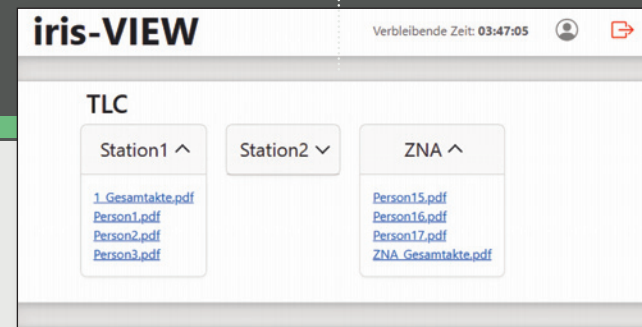 iris-VIEW
Verbleibende Zeit: 03:47:05
TLC
Station1
1_Gesamtakte.pdf
Person1.pdf
Person2.pdf
Person3.pdf
Station2
ZNA
Person15.pdf
Person16.pdf
Person17.pdf
ZNA_Gesamtakte.pdf